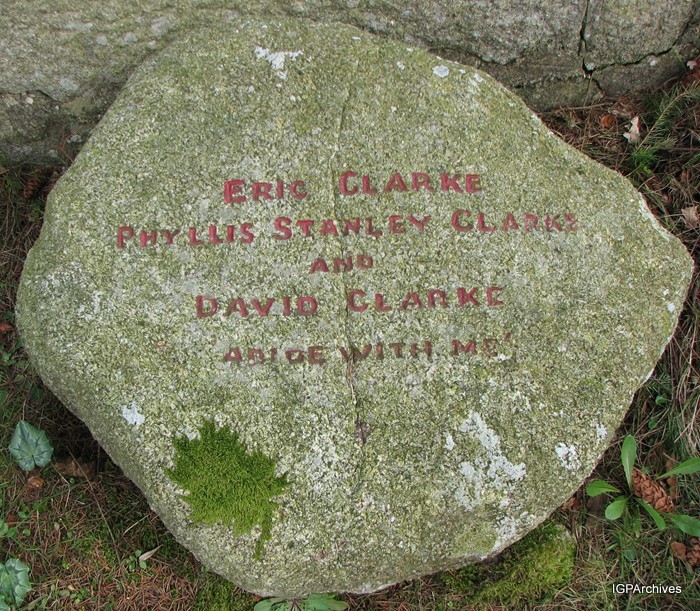 ERIC CLARKE
PHYLLIS STANLEY CLARKE
AND
DAVID CLARKE
'ABIDE WITH ME'
IGPArchives